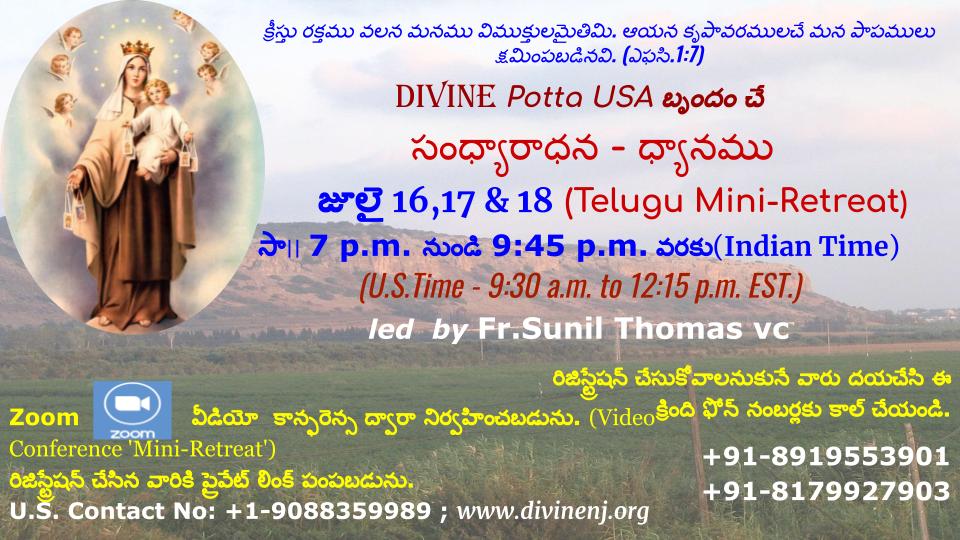 క్రీస్తు రక్తము వలన మనము విముక్తులమైతిమి. ఆయన కృపావరములచే మన పాపములు
క్షమింపబడినవి. (ఎఫసి.1:7)
DIVINE Potta USA బృందం చే
సంధ్యారాధన - ధ్యానము
జూలై 16,17 & 18 (Telugu Mini-Retreat)
సా|| 7 p.m. నుండి 9:45 p.m. వరకు(Indian Time)
(U.S.Time - 9:30 a.m. to 12:15 p.m. EST.)
led by Fr.Sunil Thomas vc
రిజిస్ట్రేషన్ చేసుకోవాలనుకునే వారు దయచేసి ఈ
క్రింది ఫోన్ నంబర్లకు కాల్ చేయండి.
+91-8919553901
+91-8179927903
Zoom zoom వీడియో కాన్ఫరెన్స ద్వారా నిర్వహించబడును. (Video
Conference 'Mini-Retreat')
రిజిస్ట్రేషన్ చేసిన వారికి ప్రైవేట్ లింక్ పంపబడును.
U.S. Contact No: +1-9088359989 ; www.divinenj.org